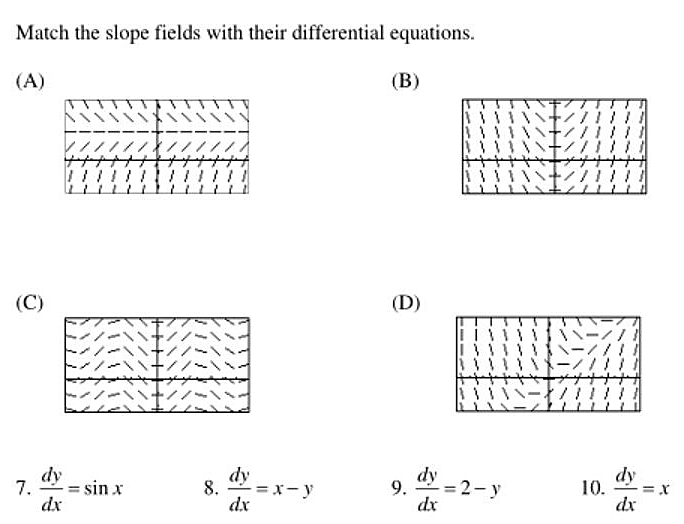 Match the slope fields with their differential equations.
(A) (B)
(C) (D)
7. dy/dx = sin x 8. dy/dx = x − y 9. dy/dx = 2 − y 10. dy/dx = x